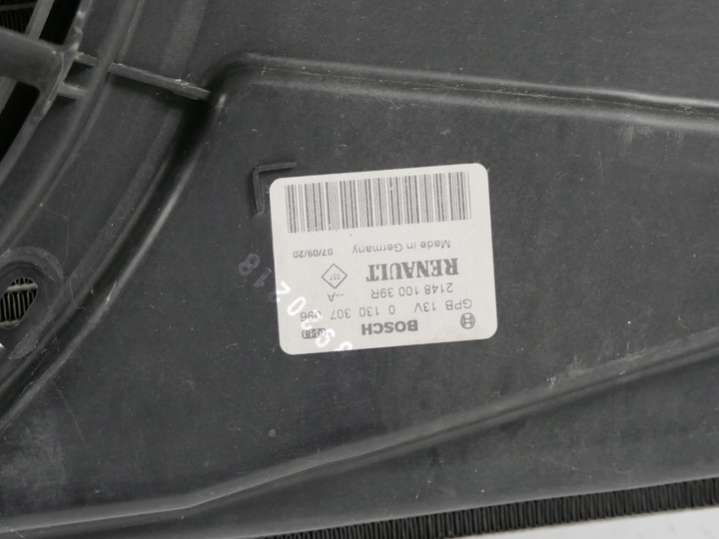 BOSCH
GPB 13V 0 130 307 096
2148 100 39R
--A
RENAULT
Made in Germany 07/09/20